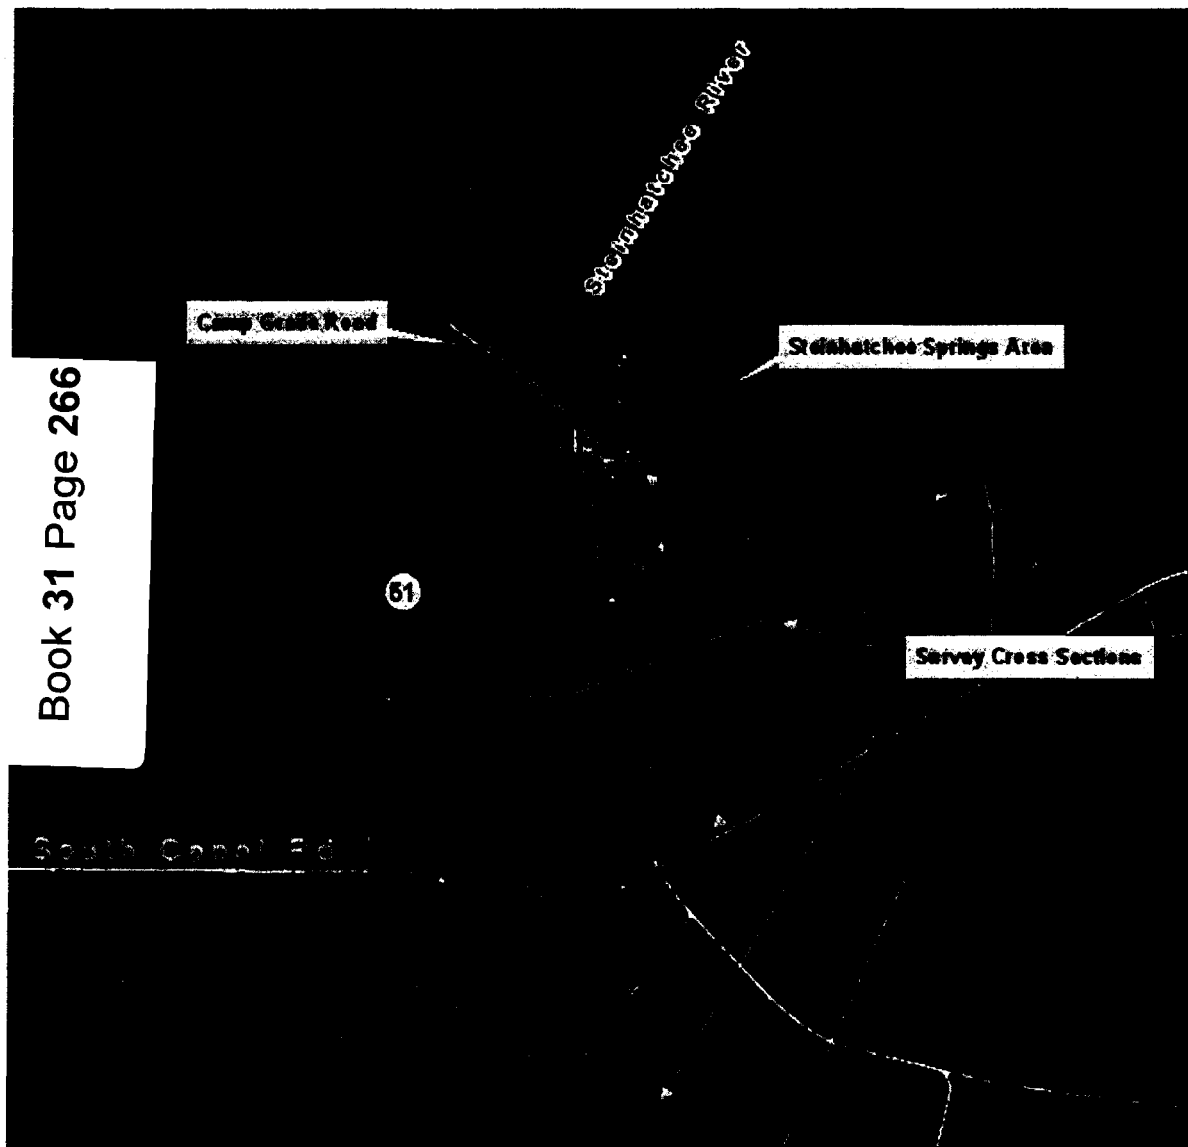 Steinhatchee River
Camp Grade Road
Steinhatchee Springs Area
Book 31 Page 266
51
Survey Cross Sections
South Canal Rd